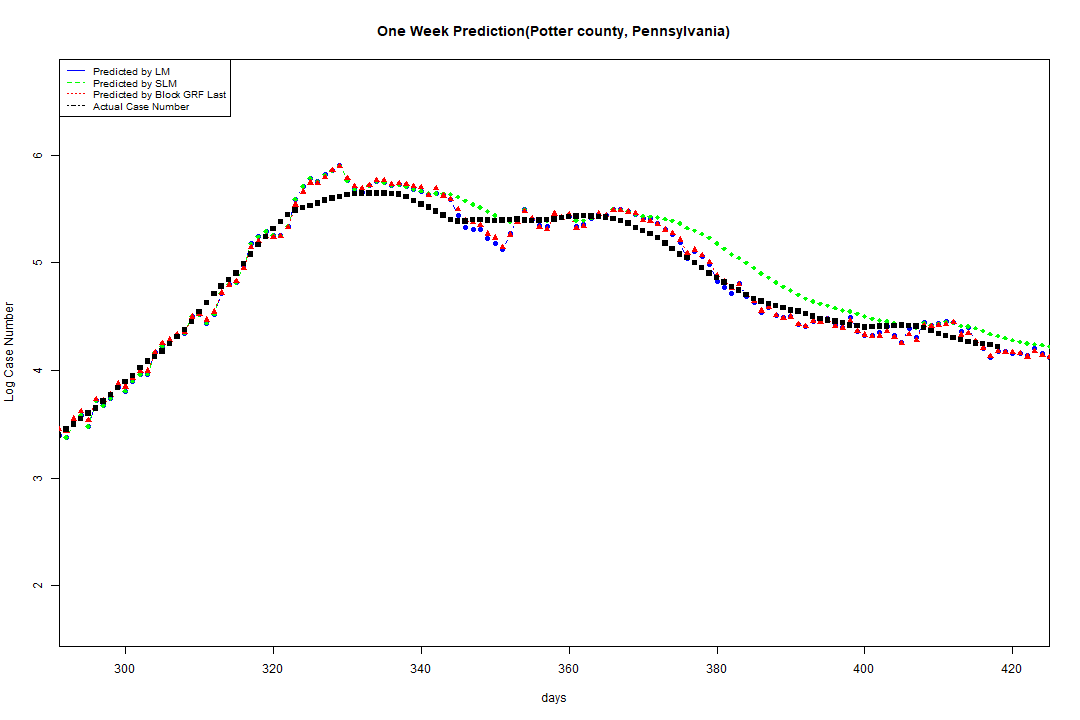 One Week Prediction(Potter county, Pennsylvania)
Predicted by LM
Predicted by SLM
Predicted by Block GRF Last
Actual Case Number
6
5
4
3
2
Log Case Number
300 320 340 360 380 400 420
days